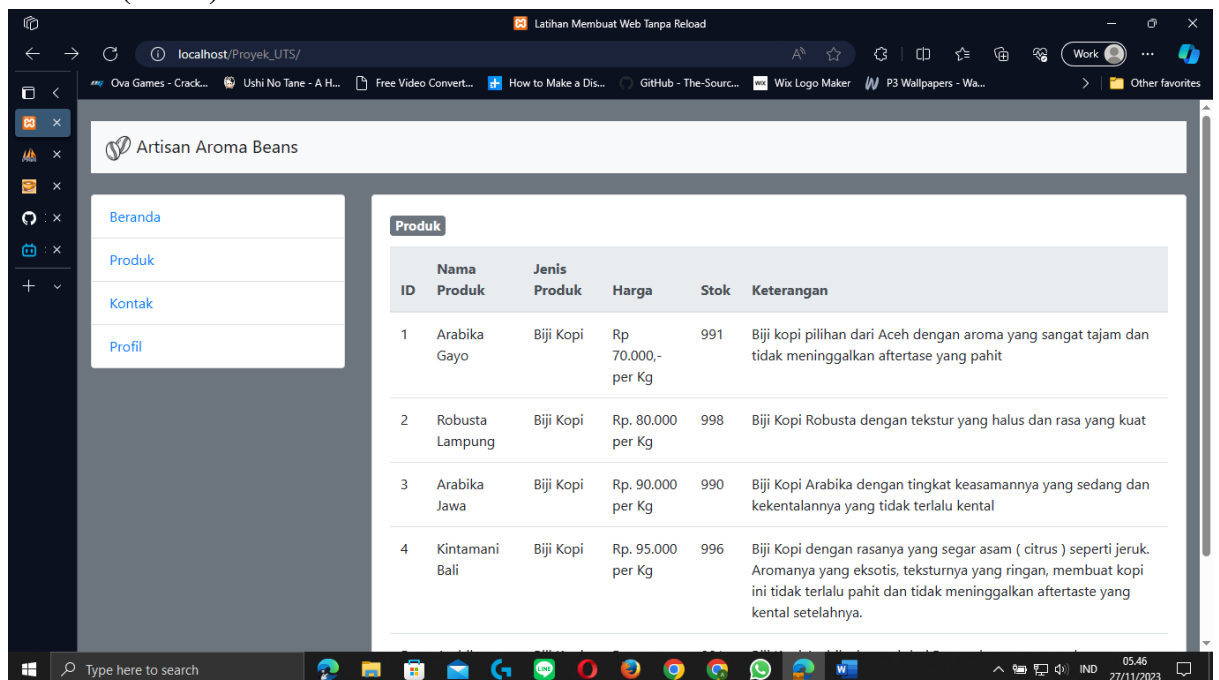 Latihan Membuat Web Tanpa Reload
localhost/Proyek_UTS/
Work
Ova Games - Crack...
Ushi No Tane - A H...
Free Video Convert...
How to Make a Dis...
GitHub - The-Sourc...
Wix Logo Maker
P3 Wallpapers - Wa...
Other favorites
Artisan Aroma Beans
Beranda
Produk
Kontak
Profil
Produk
ID Nama Produk Jenis Produk Harga Stok Keterangan
1 Arabika Gayo Biji Kopi Rp 70.000,- per Kg 991 Biji kopi pilihan dari Aceh dengan aroma yang sangat tajam dan
tidak meninggalkan aftertase yang pahit
2 Robusta Lampung Biji Kopi Rp. 80.000 per Kg 998 Biji Kopi Robusta dengan tekstur yang halus dan rasa yang kuat
3 Arabika Jawa Biji Kopi Rp. 90.000 per Kg 990 Biji Kopi Arabika dengan tingkat keasamannya yang sedang dan
kekentalannya yang tidak terlalu kental
4 Kintamani Bali Biji Kopi Rp. 95.000 per Kg 996 Biji Kopi dengan rasanya yang segar asam ( citrus ) seperti jeruk.
Aromanya yang eksotis, teksturnya yang ringan, membuat kopi
ini tidak terlalu pahit dan tidak meninggalkan aftertaste yang
kental setelahnya.
Type here to search
IND
05.46
27/11/2023